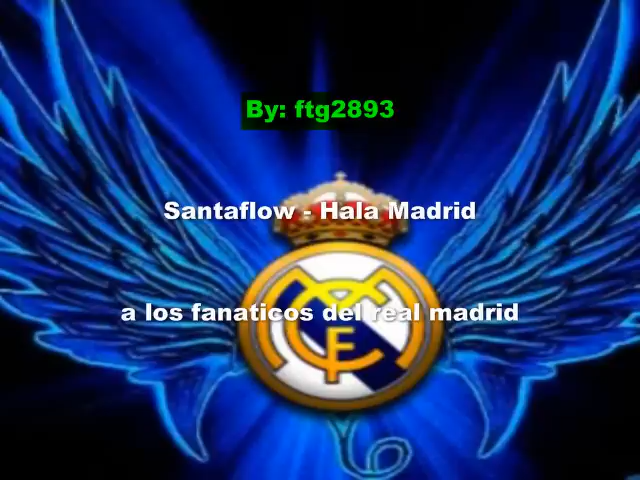 By: ftg2893
Santaflow - Hala Madrid
a los fanaticos del real madrid